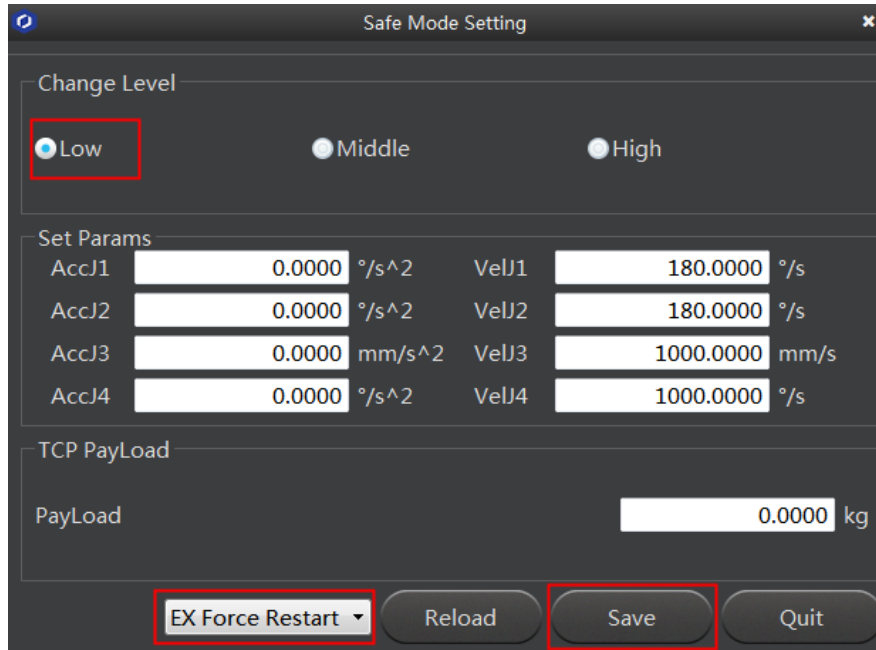 Safe Mode Setting
Change Level
Low Middle High
Set Params
AccJ1 0.0000 °/s^2 VelJ1 180.0000 °/s
AccJ2 0.0000 °/s^2 VelJ2 180.0000 °/s
AccJ3 0.0000 mm/s^2 VelJ3 1000.0000 mm/s
AccJ4 0.0000 °/s^2 VelJ4 1000.0000 °/s
TCP PayLoad
PayLoad 0.0000 kg
EX Force Restart Reload Save Quit